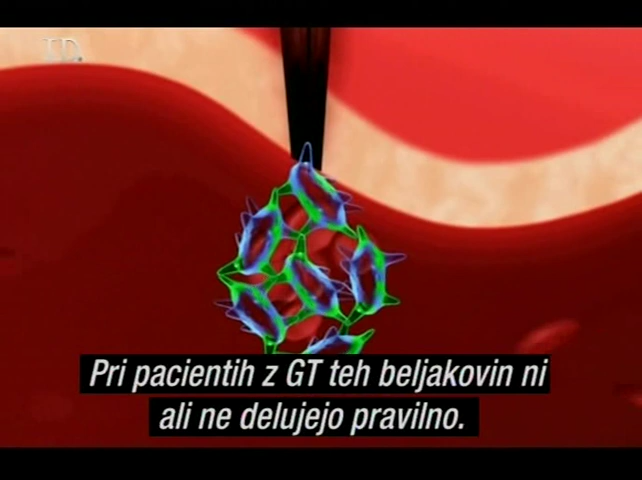 I.D.
Pri pacientih z GT teh beljakovin ni
ali ne delujejo pravilno.